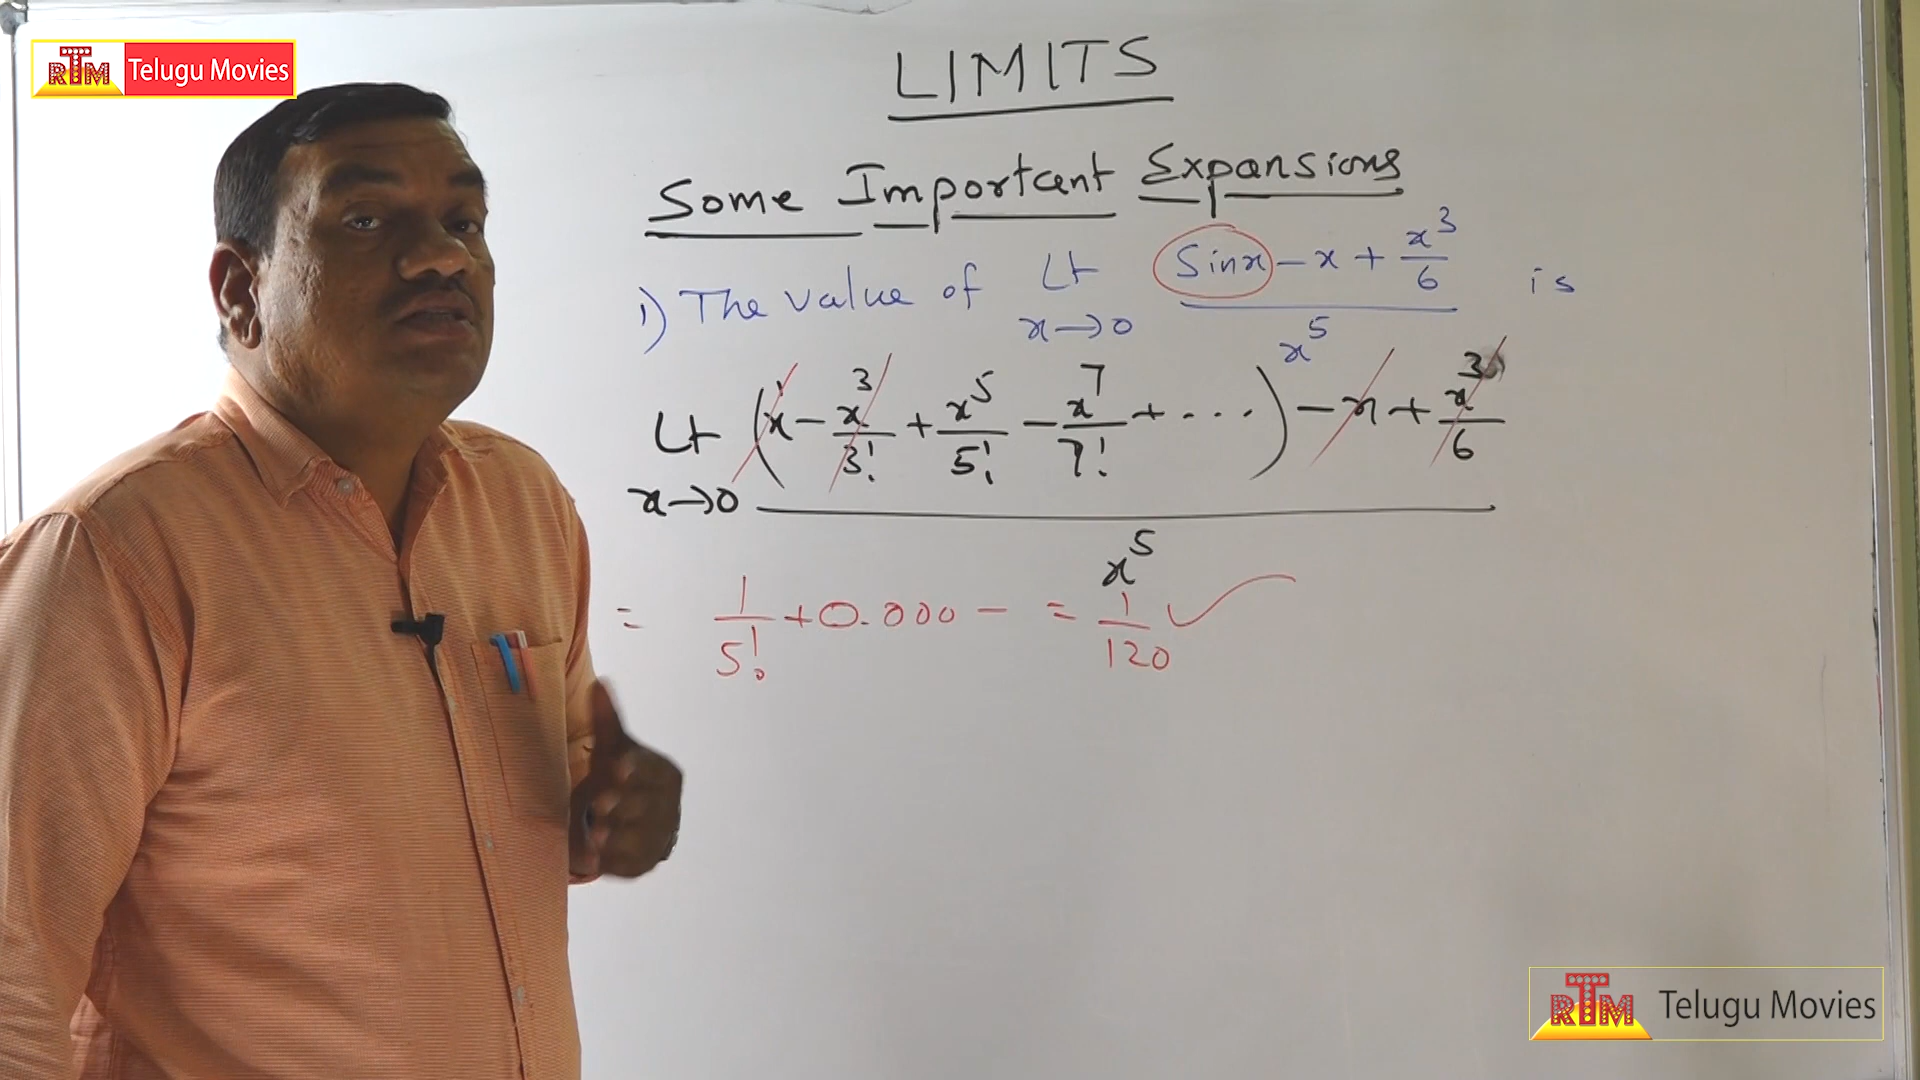 RTM Telugu Movies
LIMITS
Some Important Expansions
1) The value of Lt x→0 (Sinx - x + x³/6) / x⁵ is
Lt x→0 ((x - x³/3! + x⁵/5! - x⁷/7! + ...) - x + x³/6) / x⁵
= 1/5! + 0.000 - = 1/120 ✓
RTM Telugu Movies